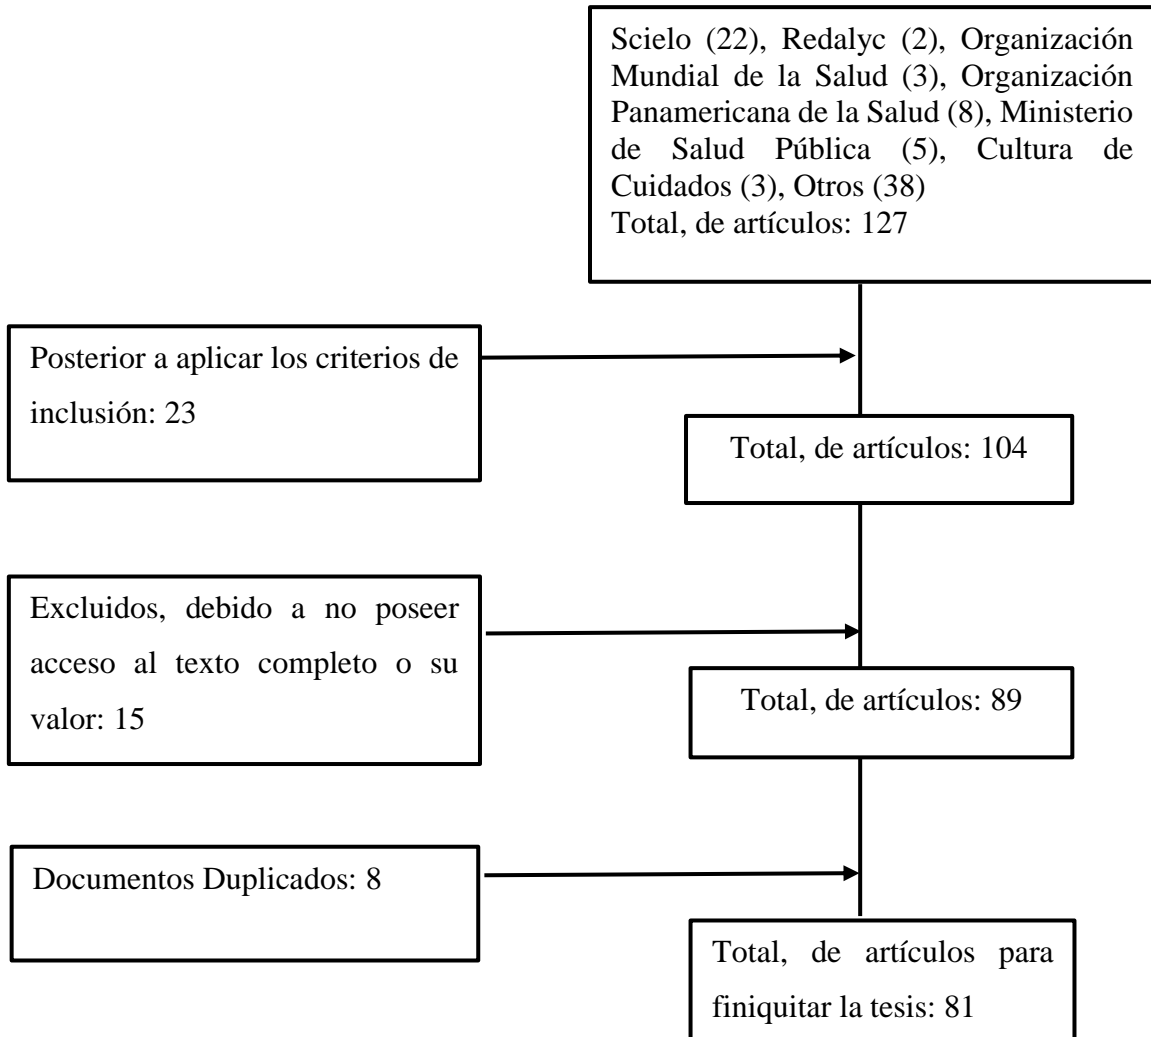 Scielo (22), Redalyc (2), Organización
Mundial de la Salud (3), Organización
Panamericana de la Salud (8), Ministerio
de Salud Pública (5), Cultura de
Cuidados (3), Otros (38)
Total, de artículos: 127
Posterior a aplicar los criterios de
inclusión: 23
Total, de artículos: 104
Excluidos, debido a no poseer
acceso al texto completo o su
valor: 15
Total, de artículos: 89
Documentos Duplicados: 8
Total, de artículos para
finiquitar la tesis: 81